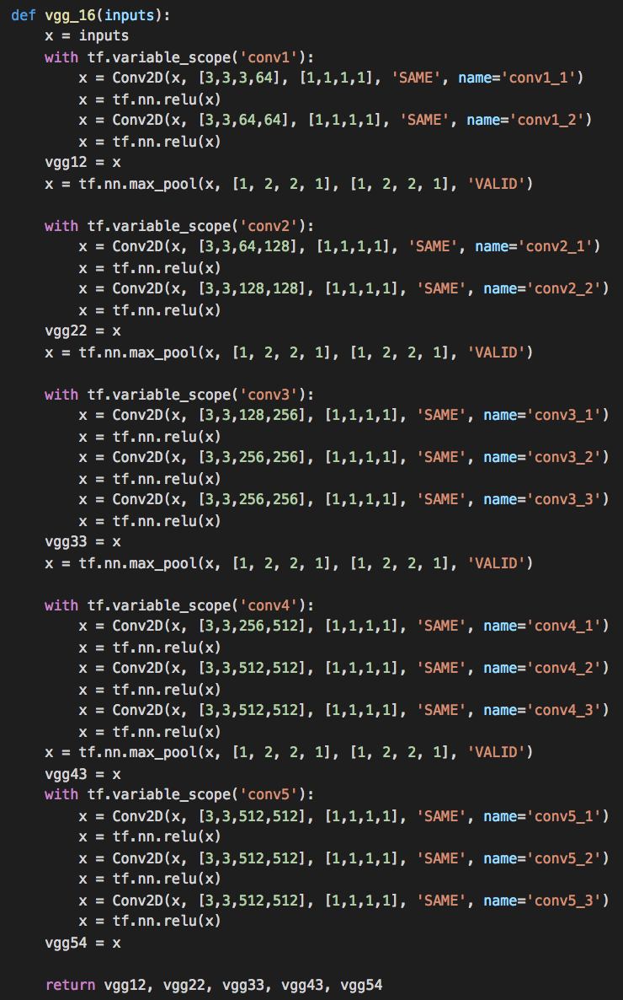 def vgg_16(inputs):
    x = inputs
    with tf.variable_scope('conv1'):
        x = Conv2D(x, [3,3,3,64], [1,1,1,1], 'SAME', name='conv1_1')
        x = tf.nn.relu(x)
        x = Conv2D(x, [3,3,64,64], [1,1,1,1], 'SAME', name='conv1_2')
        x = tf.nn.relu(x)
    vgg12 = x
    x = tf.nn.max_pool(x, [1, 2, 2, 1], [1, 2, 2, 1], 'VALID')

    with tf.variable_scope('conv2'):
        x = Conv2D(x, [3,3,64,128], [1,1,1,1], 'SAME', name='conv2_1')
        x = tf.nn.relu(x)
        x = Conv2D(x, [3,3,128,128], [1,1,1,1], 'SAME', name='conv2_2')
        x = tf.nn.relu(x)
    vgg22 = x
    x = tf.nn.max_pool(x, [1, 2, 2, 1], [1, 2, 2, 1], 'VALID')

    with tf.variable_scope('conv3'):
        x = Conv2D(x, [3,3,128,256], [1,1,1,1], 'SAME', name='conv3_1')
        x = tf.nn.relu(x)
        x = Conv2D(x, [3,3,256,256], [1,1,1,1], 'SAME', name='conv3_2')
        x = tf.nn.relu(x)
        x = Conv2D(x, [3,3,256,256], [1,1,1,1], 'SAME', name='conv3_3')
        x = tf.nn.relu(x)
    vgg33 = x
    x = tf.nn.max_pool(x, [1, 2, 2, 1], [1, 2, 2, 1], 'VALID')

    with tf.variable_scope('conv4'):
        x = Conv2D(x, [3,3,256,512], [1,1,1,1], 'SAME', name='conv4_1')
        x = tf.nn.relu(x)
        x = Conv2D(x, [3,3,512,512], [1,1,1,1], 'SAME', name='conv4_2')
        x = tf.nn.relu(x)
        x = Conv2D(x, [3,3,512,512], [1,1,1,1], 'SAME', name='conv4_3')
        x = tf.nn.relu(x)
    x = tf.nn.max_pool(x, [1, 2, 2, 1], [1, 2, 2, 1], 'VALID')
    vgg43 = x
    with tf.variable_scope('conv5'):
        x = Conv2D(x, [3,3,512,512], [1,1,1,1], 'SAME', name='conv5_1')
        x = tf.nn.relu(x)
        x = Conv2D(x, [3,3,512,512], [1,1,1,1], 'SAME', name='conv5_2')
        x = tf.nn.relu(x)
        x = Conv2D(x, [3,3,512,512], [1,1,1,1], 'SAME', name='conv5_3')
        x = tf.nn.relu(x)
    vgg54 = x

    return vgg12, vgg22, vgg33, vgg43, vgg54